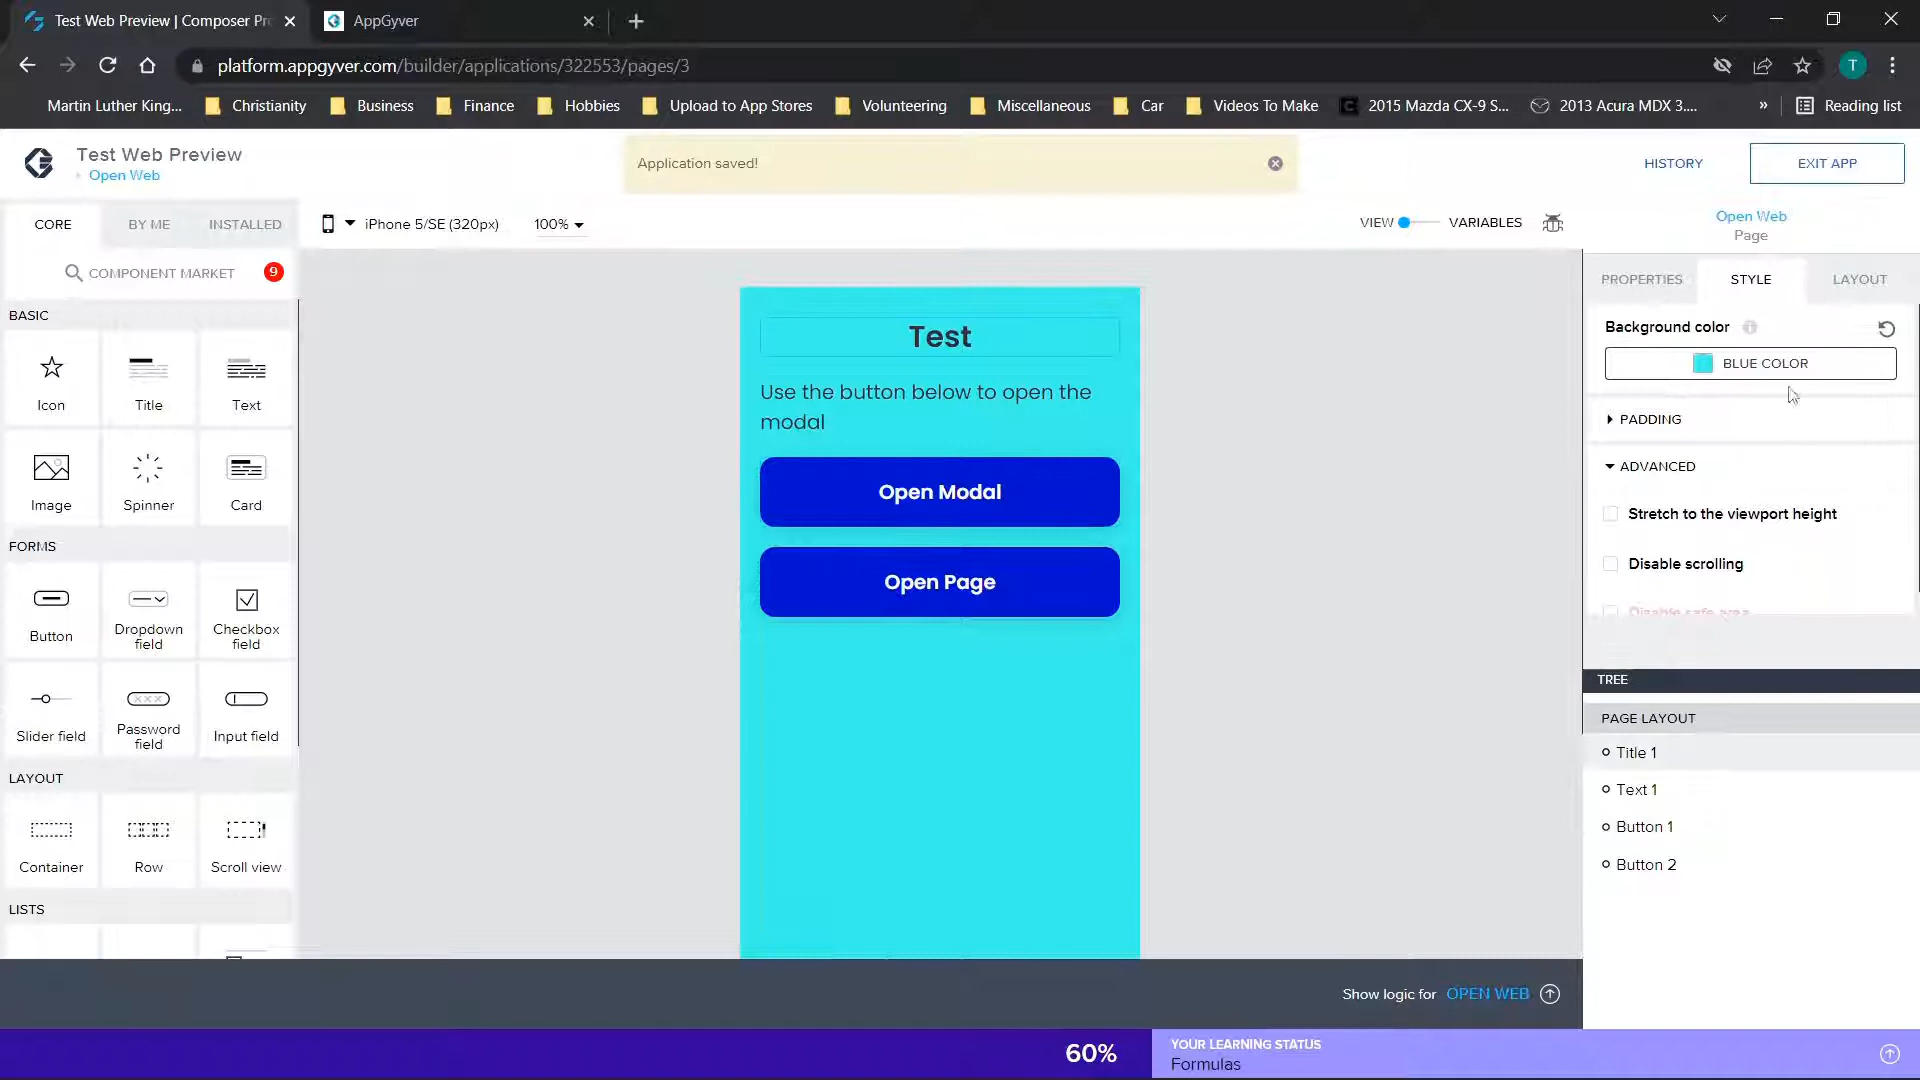 Test Web Preview | Composer Pr
AppGyver
platform.appgyver.com/builder/applications/322553/pages/3
T
Martin Luther King...
Christianity
Business
Finance
Hobbies
Upload to App Stores
Volunteering
Miscellaneous
Car
Videos To Make
2015 Mazda CX-9 S...
2013 Acura MDX 3....
»
Reading list
Test Web Preview
Open Web
Application saved!
HISTORY
EXIT APP
CORE
BY ME
INSTALLED
iPhone 5/SE (320px)
100%
VIEW
VARIABLES
Open Web
Page
COMPONENT MARKET
9
PROPERTIES
STYLE
LAYOUT
BASIC
Icon
Title
Text
Image
Spinner
Card
FORMS
Button
Dropdown field
Checkbox field
Slider field
Password field
Input field
LAYOUT
Container
Row
Scroll view
LISTS
Test
Use the button below to open the
modal
Open Modal
Open Page
Background color
BLUE COLOR
PADDING
ADVANCED
Stretch to the viewport height
Disable scrolling
Disable safe area
TREE
PAGE LAYOUT
Title 1
Text 1
Button 1
Button 2
Show logic for OPEN WEB
60%
YOUR LEARNING STATUS
Formulas